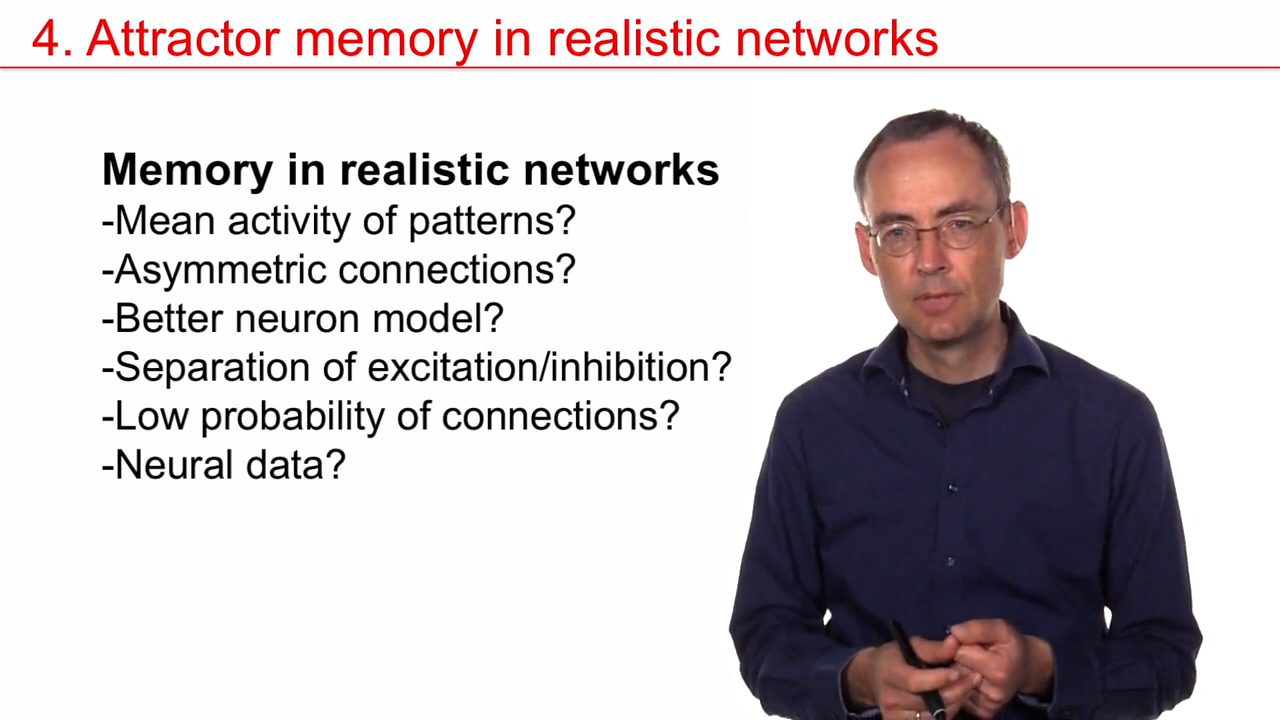 4. Attractor memory in realistic networks
Memory in realistic networks
-Mean activity of patterns?
-Asymmetric connections?
-Better neuron model?
-Separation of excitation/inhibition?
-Low probability of connections?
-Neural data?